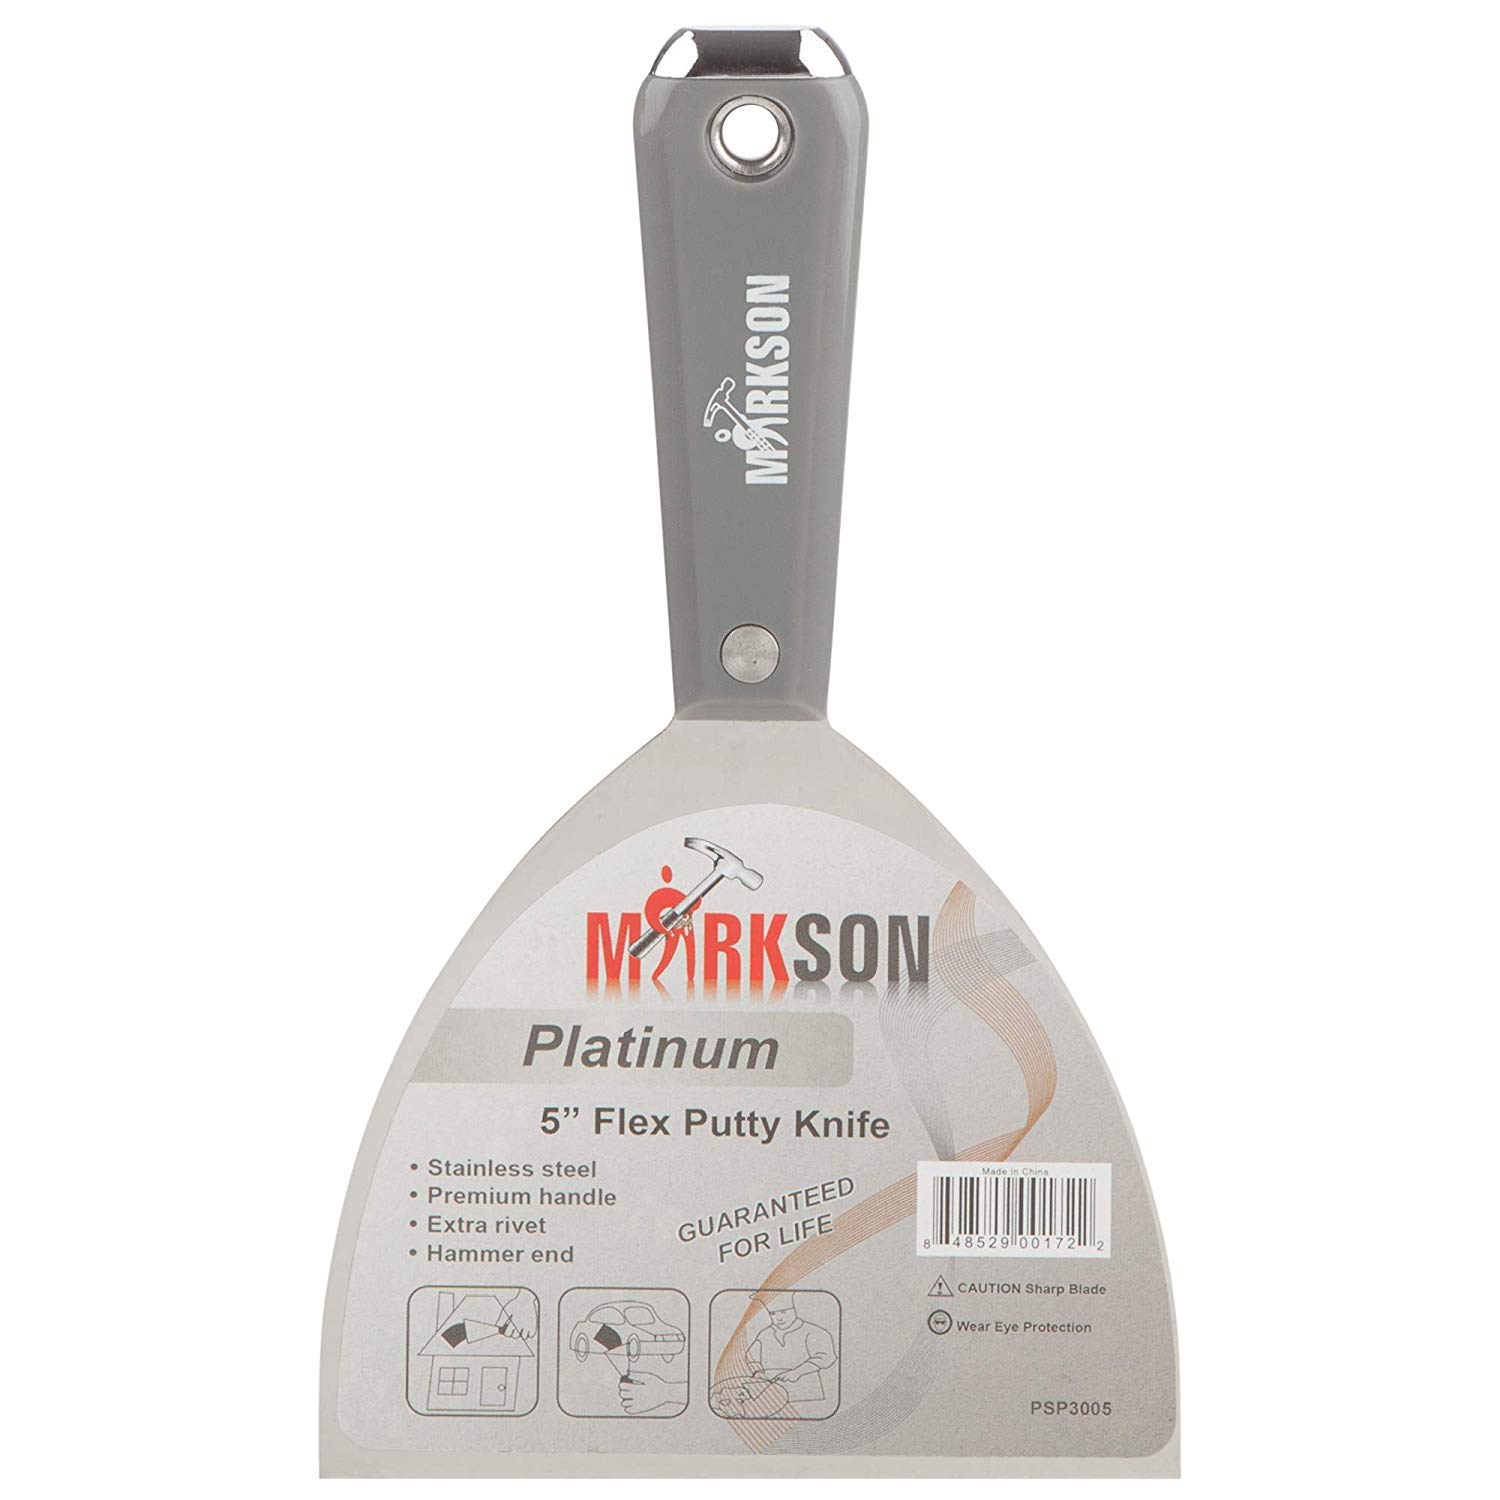 MARKSON
MARKSON
Platinum
5” Flex Putty Knife
• Stainless steel
• Premium handle
• Extra rivet
• Hammer end
GUARANTEED
FOR LIFE
Made in China
8 48529 00172 2
CAUTION Sharp Blade
Wear Eye Protection
PSP3005